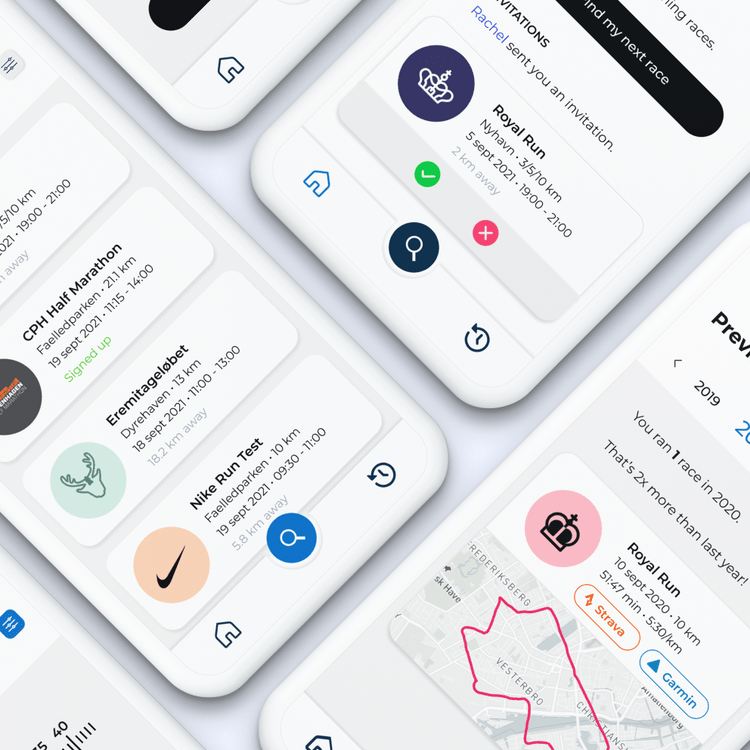 /5/10 km
2021 • 19:00 - 21:00
away
CPH Half Marathon
Faelledparken • 21.1 km
19 sept 2021 • 11:15 - 14:00
Signed up
Eremitageløbet
Dyrehaven • 13 km
18 sept 2021 • 11:00 - 13:00
18.2 km away
Nike Run Test
Faelledparken • 10 km
19 sept 2021 • 09:30 - 11:00
5.8 km away
40
ning races.
ind my next race
VITATIONS
Rachel sent you an invitation.
Royal Run
Nyhavn • 3/5/10 km
5 sept 2021 • 19:00 - 21:00
2 km away
Previ
2019
You ran 1 race in 2020.
That's 2x more than last year!
Royal Run
10 sept 2020 • 10 km
51:47 min • 5:30/km
Strava
Garmin
FREDERIKSBERG
sk Have
VESTERBRO
CHRISTIANS